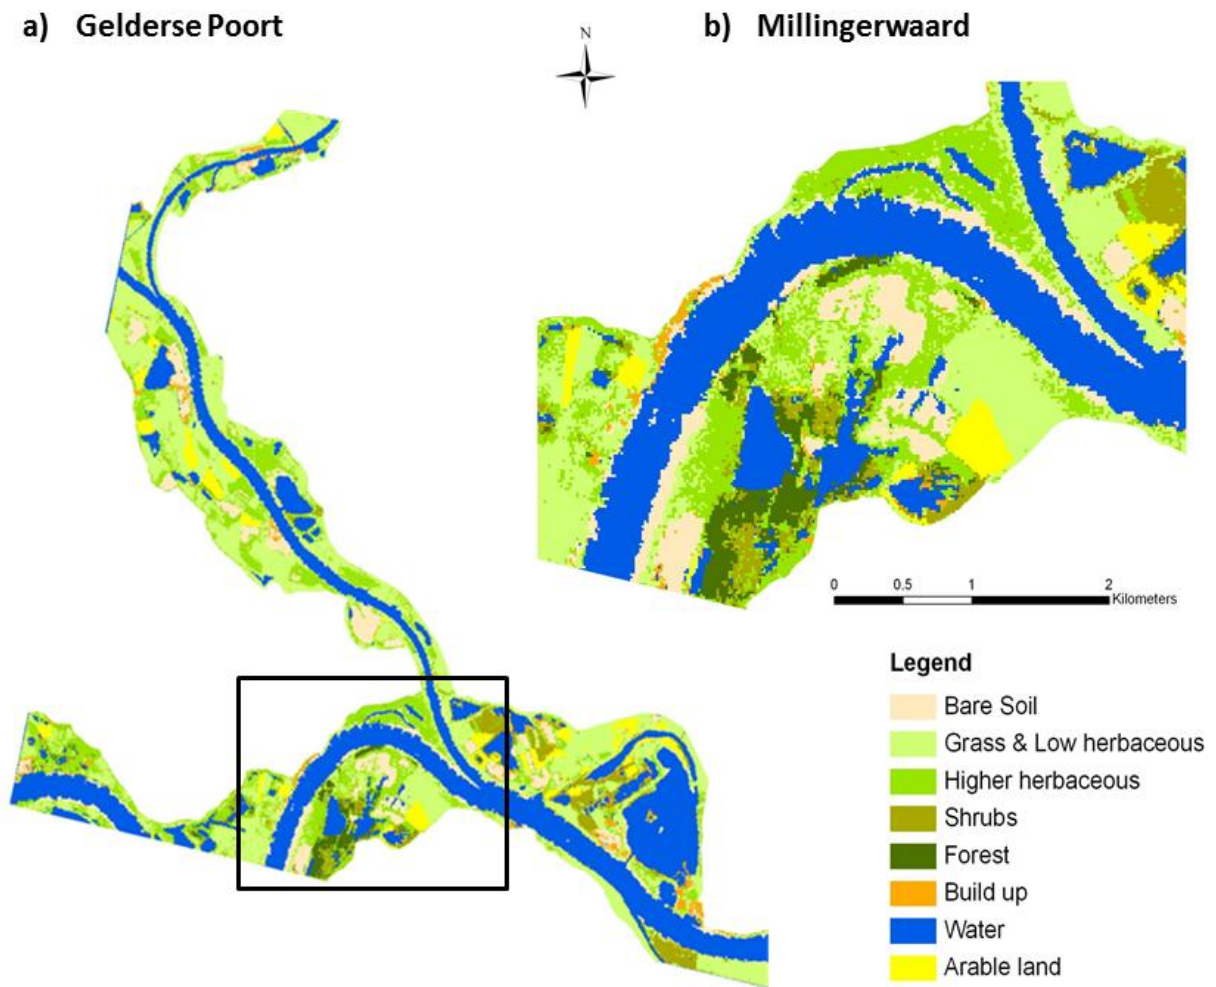 a) Gelderse Poort
N
b) Millingerwaard
0 0.5 1 2
Kilometers
Legend
Bare Soil
Grass & Low herbaceous
Higher herbaceous
Shrubs
Forest
Build up
Water
Arable land